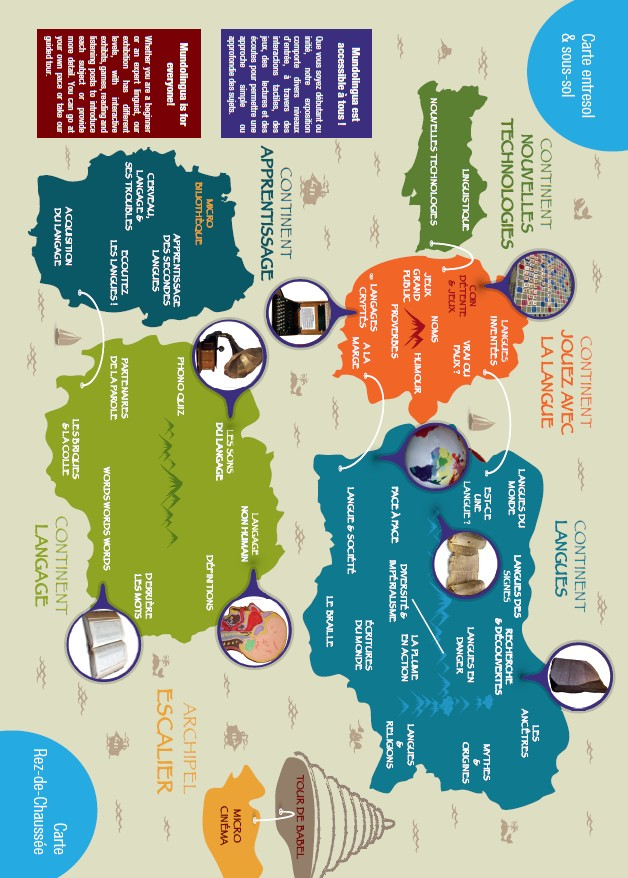 Carte entresol
& sous-sol
Mundolingua est
accessible à tous !
Que vous soyez débutant ou
initié, notre exposition
comporte divers niveaux
d'entrée, à travers des
interactions tactiles, des
jeux, des lectures et des
écoutes pour permettre une
approche simple ou
approfondie des sujets.
Mundolingua is for
everyone!
Whether you are a beginner
or an expert linguist, our
exhibition has different
levels, with interactive
exhibits, games, reading and
listening posts to introduce
each subject or provide
more detail. You can go at
your own pace or take our
guided tour.
CONTINENT
NOUVELLES
TECHNOLOGIES
LINGUISTIQUE
NOUVELLES TECHNOLOGIES
CONTINENT
JOUEZ AVEC
LA LANGUE
LANGUES
INVENTÉES
COIN
DÉTENTE
& JEUX
VRAI OU
FAUX ?
NOMS
HUMOUR
JEUX
GRAND
PUBLIC
PROVERBES
LANGAGES
CRYPTÉS
A LA
MARGE
CONTINENT
APPRENTISSAGE
MICRO
BILIOTHÈQUE
APPRENTISSAGE
DES SECONDES
LANGUES
CERVEAU,
LANGAGE &
SES TROUBLES
ECOUTEZ
LES LANGUES !
ACQUISITION
DU LANGAGE
CONTINENT
LANGUES
LANGUES DU
MONDE
EST-CE
UNE
LANGUE ?
LANGUES DES
SIGNES
RECHERCHE
& DÉCOUVERTES
LES
ANCÊTRES
LANGUES EN
DANGER
MYTHES
&
ORIGINES
FACE À FACE
DIVERSITÉ &
IMPÉRIALISME
LA PLUME
EN ACTION
LANGUES
&
RELIGIONS
LANGUE & SOCIÉTÉ
ÉCRITURES
DU MONDE
LE BRAILLE
CONTINENT
LANGAGE
LES SONS
DU LANGAGE
LANGAGE
NON HUMAIN
DÉFINITIONS
PHONO QUIZ
PARTENAIRES
DE LA PAROLE
WORDS WORDS WORDS
DERRIÈRE
LES MOTS
LES BRIQUES
& LA COLLE
ARCHIPEL
ESCALIER
TOUR DE BABEL
MICRO
CINÉMA
Carte
Rez-de-Chaussée